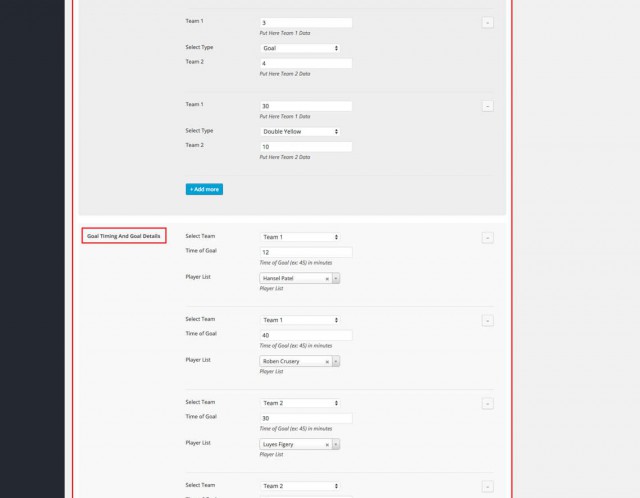 Team 1 3
Put Here Team 1 Data
Select Type Goal
Team 2 4
Put Here Team 2 Data
Team 1 30
Put Here Team 1 Data
Select Type Double Yellow
Team 2 10
Put Here Team 2 Data
+ Add more
Goal Timing And Goal Details Select Team Team 1
Time of Goal 12
Time of Goal (ex: 45) in minutes
Player List Hansel Patel ×
Player List
Select Team Team 1
Time of Goal 40
Time of Goal (ex: 45) in minutes
Player List Roben Crusery ×
Player List
Select Team Team 2
Time of Goal 30
Time of Goal (ex: 45) in minutes
Player List Luyes Figery ×
Player List
Select Team Team 2